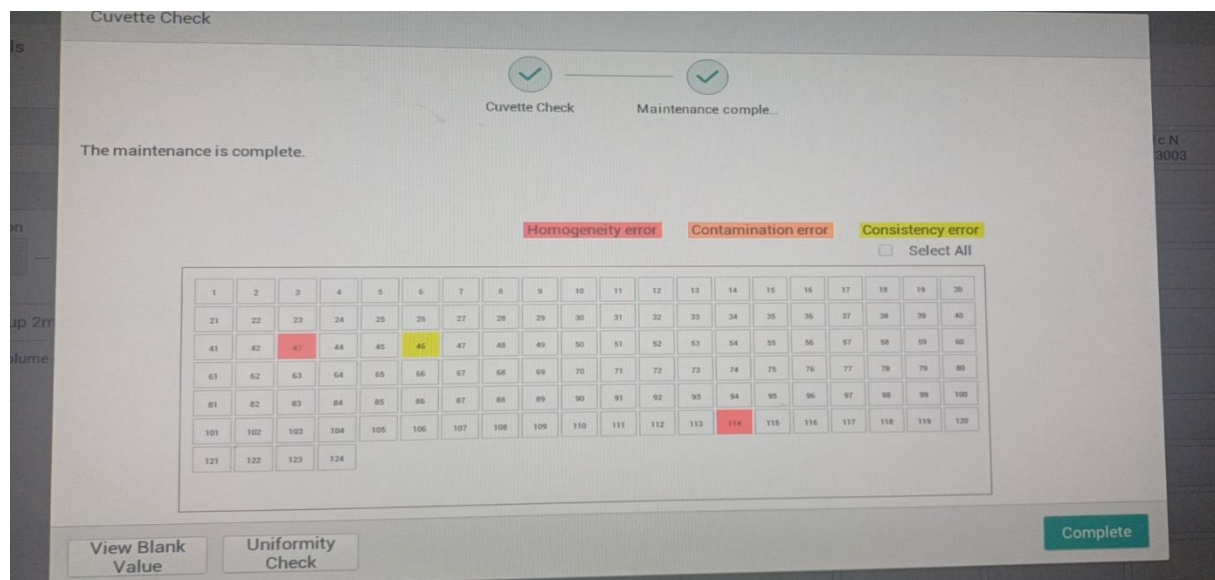 Cuvette Check
ls
Cuvette Check
Maintenance comple...
The maintenance is complete.
c N
3003
on
Homogeneity error Contamination error Consistency error
Select All
1 2 3 4 5 6 7 8 9 10 11 12 13 14 15 16 17 18 19 20
up 2m
21 22 23 24 25 26 27 28 29 30 31 32 33 34 35 36 37 38 39 40
lume
41 42 43 44 45 46 47 48 49 50 51 52 53 54 55 56 57 58 59 60
61 62 63 64 65 66 67 68 69 70 71 72 73 74 75 76 77 78 79 80
81 82 83 84 85 86 87 88 89 90 91 92 93 94 95 96 97 98 99 100
101 102 103 104 105 106 107 108 109 110 111 112 113 114 115 116 117 118 119 120
121 122 123 124
View Blank
Value
Uniformity
Check
Complete